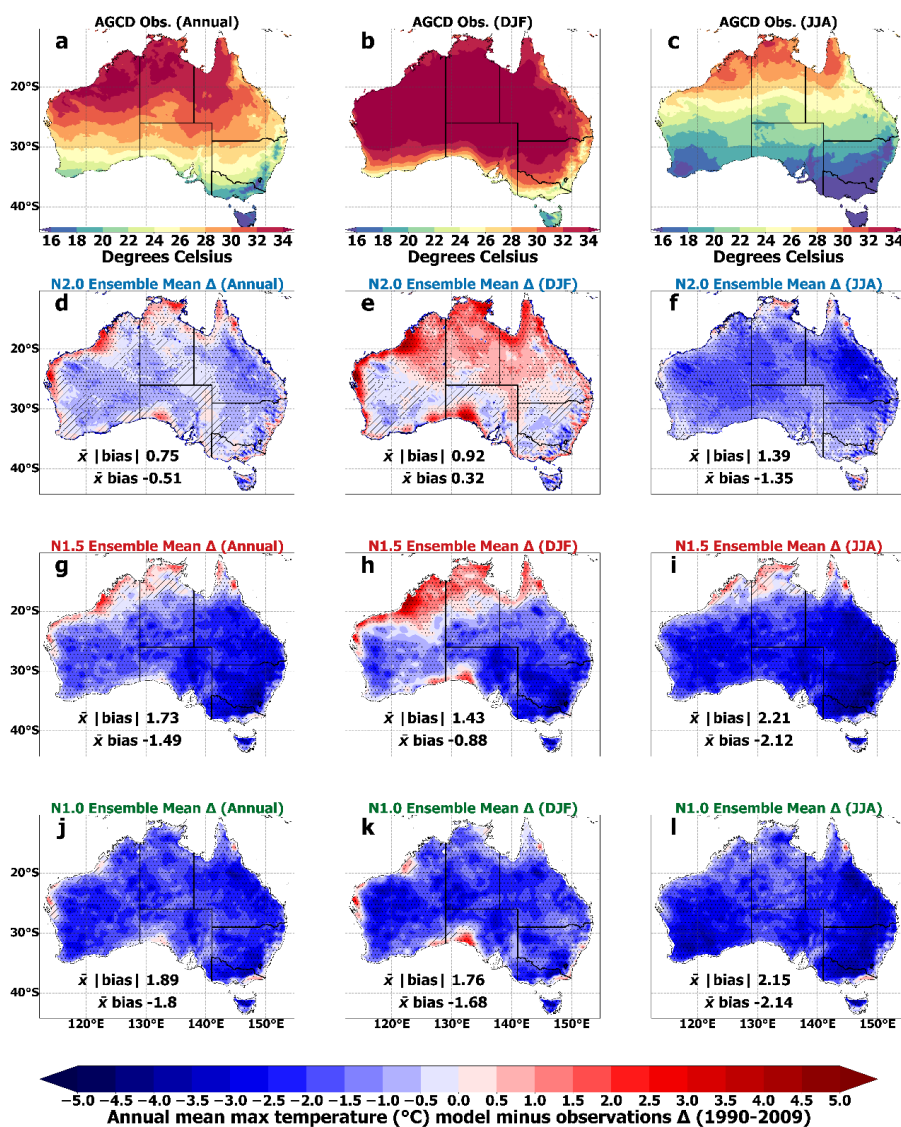 AGCD Obs. (Annual) AGCD Obs. (DJF) AGCD Obs. (JJA)
a b c
20°S
30°S
40°S
16 18 20 22 24 26 28 30 32 34 16 18 20 22 24 26 28 30 32 34 16 18 20 22 24 26 28 30 32 34
Degrees Celsius Degrees Celsius Degrees Celsius
N2.0 Ensemble Mean Δ (Annual) N2.0 Ensemble Mean Δ (DJF) N2.0 Ensemble Mean Δ (JJA)
d e f
20°S
30°S
x̄ |bias| 0.75 x̄ |bias| 0.92 x̄ |bias| 1.39
40°S x̄ bias -0.51 x̄ bias 0.32 x̄ bias -1.35
N1.5 Ensemble Mean Δ (Annual) N1.5 Ensemble Mean Δ (DJF) N1.5 Ensemble Mean Δ (JJA)
g h i
20°S
30°S
x̄ |bias| 1.73 x̄ |bias| 1.43 x̄ |bias| 2.21
40°S x̄ bias -1.49 x̄ bias -0.88 x̄ bias -2.12
N1.0 Ensemble Mean Δ (Annual) N1.0 Ensemble Mean Δ (DJF) N1.0 Ensemble Mean Δ (JJA)
j k l
20°S
30°S
x̄ |bias| 1.89 x̄ |bias| 1.76 x̄ |bias| 2.15
40°S x̄ bias -1.8 x̄ bias -1.68 x̄ bias -2.14
120°E 130°E 140°E 150°E 120°E 130°E 140°E 150°E 120°E 130°E 140°E 150°E
−5.0 −4.5 −4.0 −3.5 −3.0 −2.5 −2.0 −1.5 −1.0 −0.5 0.0 0.5 1.0 1.5 2.0 2.5 3.0 3.5 4.0 4.5 5.0
Annual mean max temperature (°C) model minus observations Δ (1990-2009)